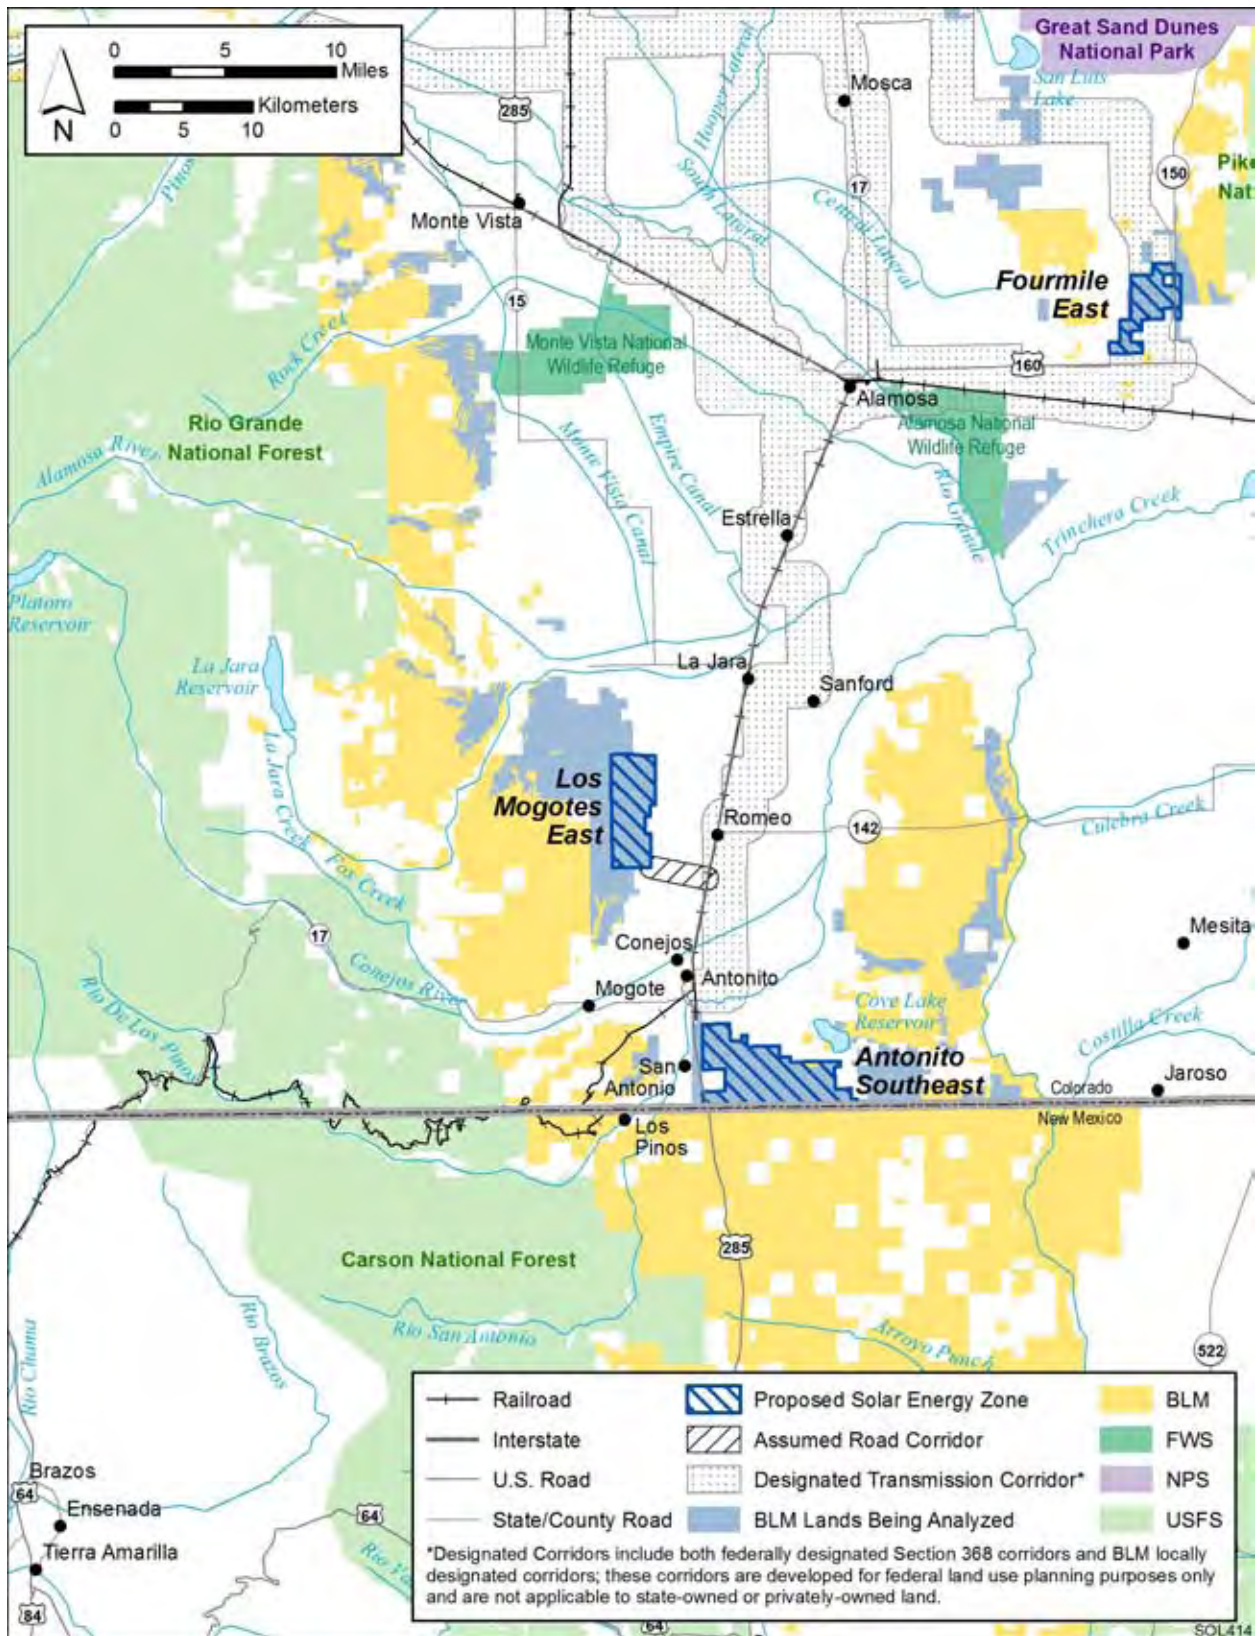 0 5 10
Miles
Kilometers
0 5 10
N
285
Great Sand Dunes
National Park
Mosca
San Luis
Lake
Hooper Lateral
South Lateral
Central Lateral
17
150
Pinos
Monte Vista
15
Fourmile
East
160
Rock Creek
Monte Vista National
Wildlife Refuge
Alamosa
Alamosa National
Wildlife Refuge
Rio Grande
National Forest
Alamosa River
Monte Vista Canal
Empire Canal
Rio Grande
Trinchera Creek
Estrella
Platoro
Reservoir
La Jara
Reservoir
La Jara
Sanford
La Jara Creek
Los
Mogotes
East
Romeo
142
Culebra Creek
Fox Creek
17
Conejos River
Conejos
Antonito
Mogote
Mesita
Rio De Los Pinos
Cove Lake
Reservoir
Costilla Creek
San
Antonio
Antonito
Southeast
Jaroso
Colorado
New Mexico
Los
Pinos
Carson National Forest
285
Rio Chama
Rio Brazos
Rio San Antonio
Arroyo Punch
522
Brazos
64
Ensenada
Tierra Amarilla
84
64
64
Railroad
Interstate
U.S. Road
State/County Road
Proposed Solar Energy Zone
Assumed Road Corridor
Designated Transmission Corridor*
BLM Lands Being Analyzed
BLM
FWS
NPS
USFS
*Designated Corridors include both federally designated Section 368 corridors and BLM locally
designated corridors; these corridors are developed for federal land use planning purposes only
and are not applicable to state-owned or privately-owned land.
SOL414